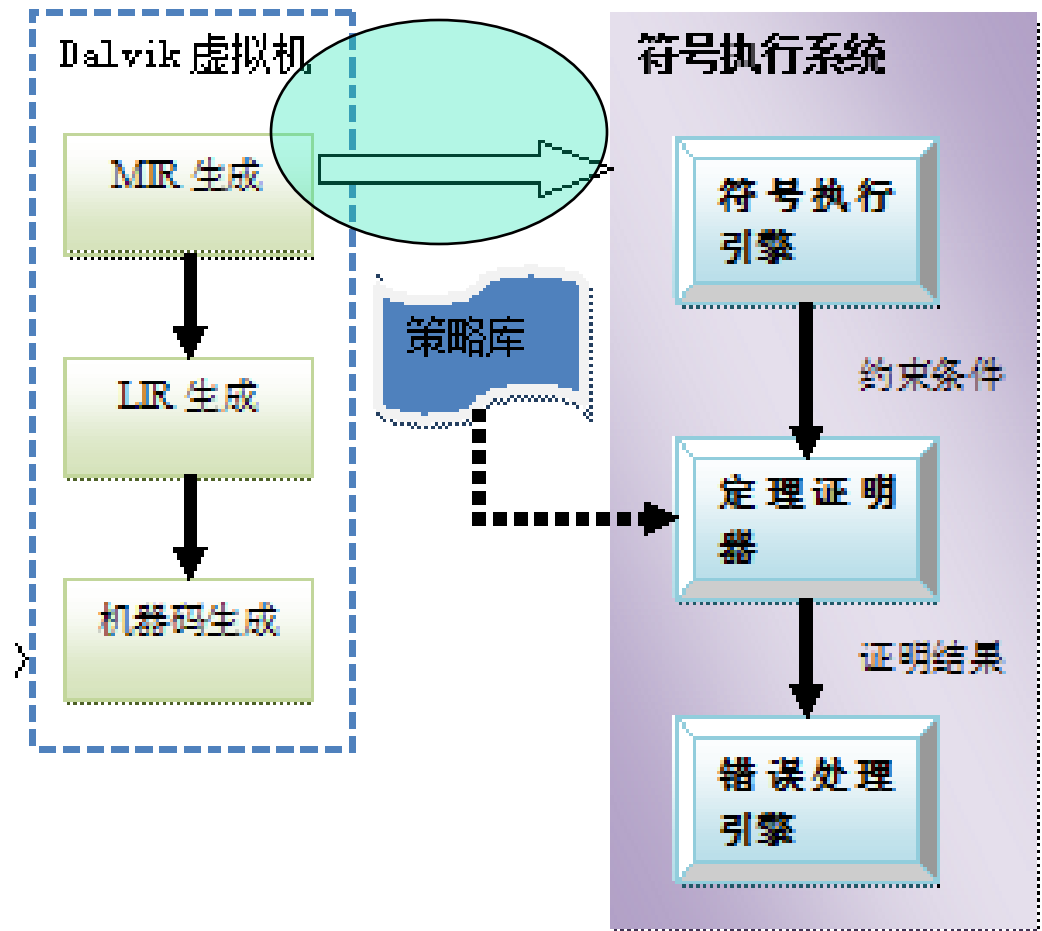 Dalvik 虚拟机
MIR 生成
LIR 生成
机器码生成
策略库
符号执行系统
符号执行
引擎
约束条件
定理证明
器
证明结果
错误处理
引擎